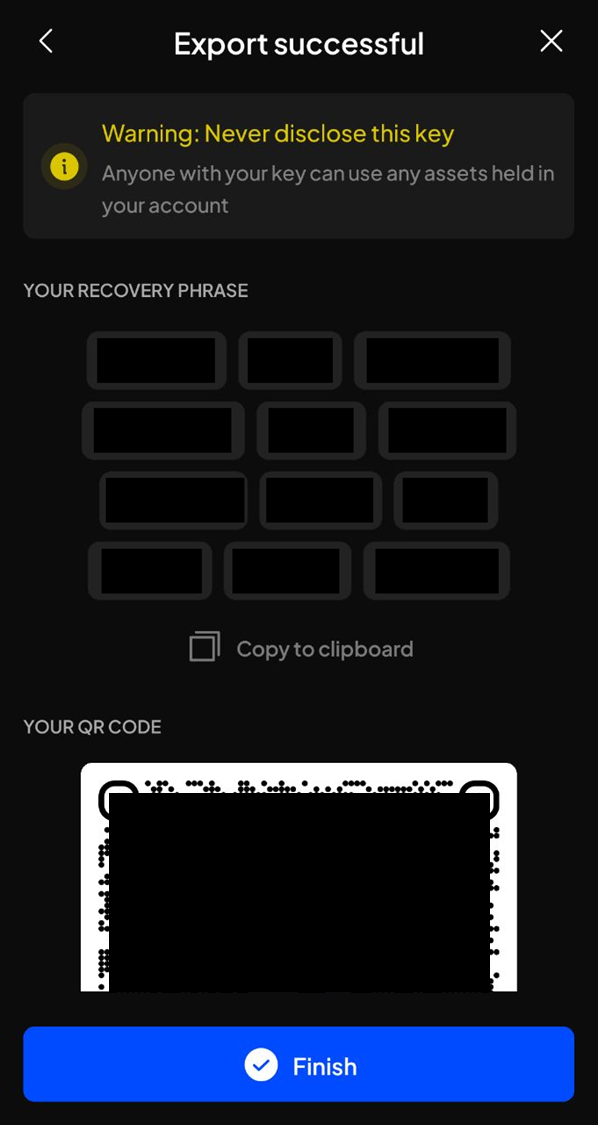 Export successful
Warning: Never disclose this key
Anyone with your key can use any assets held in
your account
YOUR RECOVERY PHRASE
Copy to clipboard
YOUR QR CODE
Finish